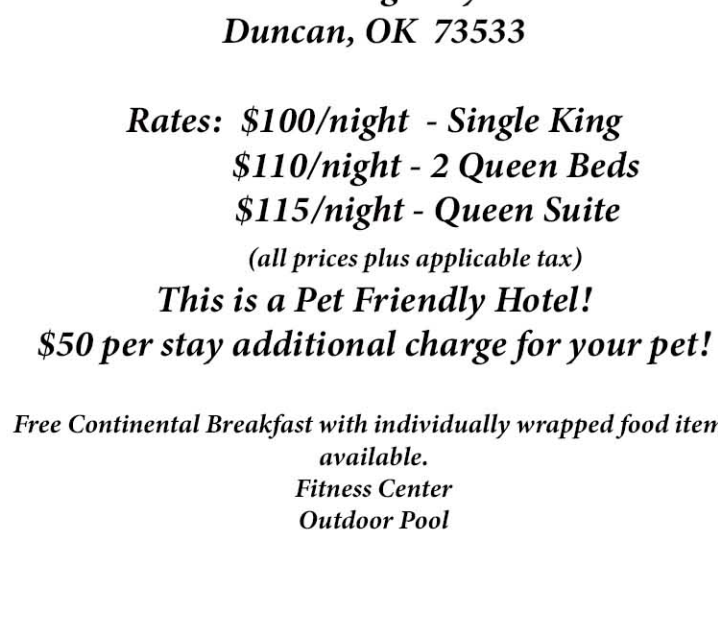 Duncan, OK 73533
Rates: $100/night - Single King
$110/night - 2 Queen Beds
$115/night - Queen Suite
(all prices plus applicable tax)
This is a Pet Friendly Hotel!
$50 per stay additional charge for your pet!
Free Continental Breakfast with individually wrapped food item
available.
Fitness Center
Outdoor Pool